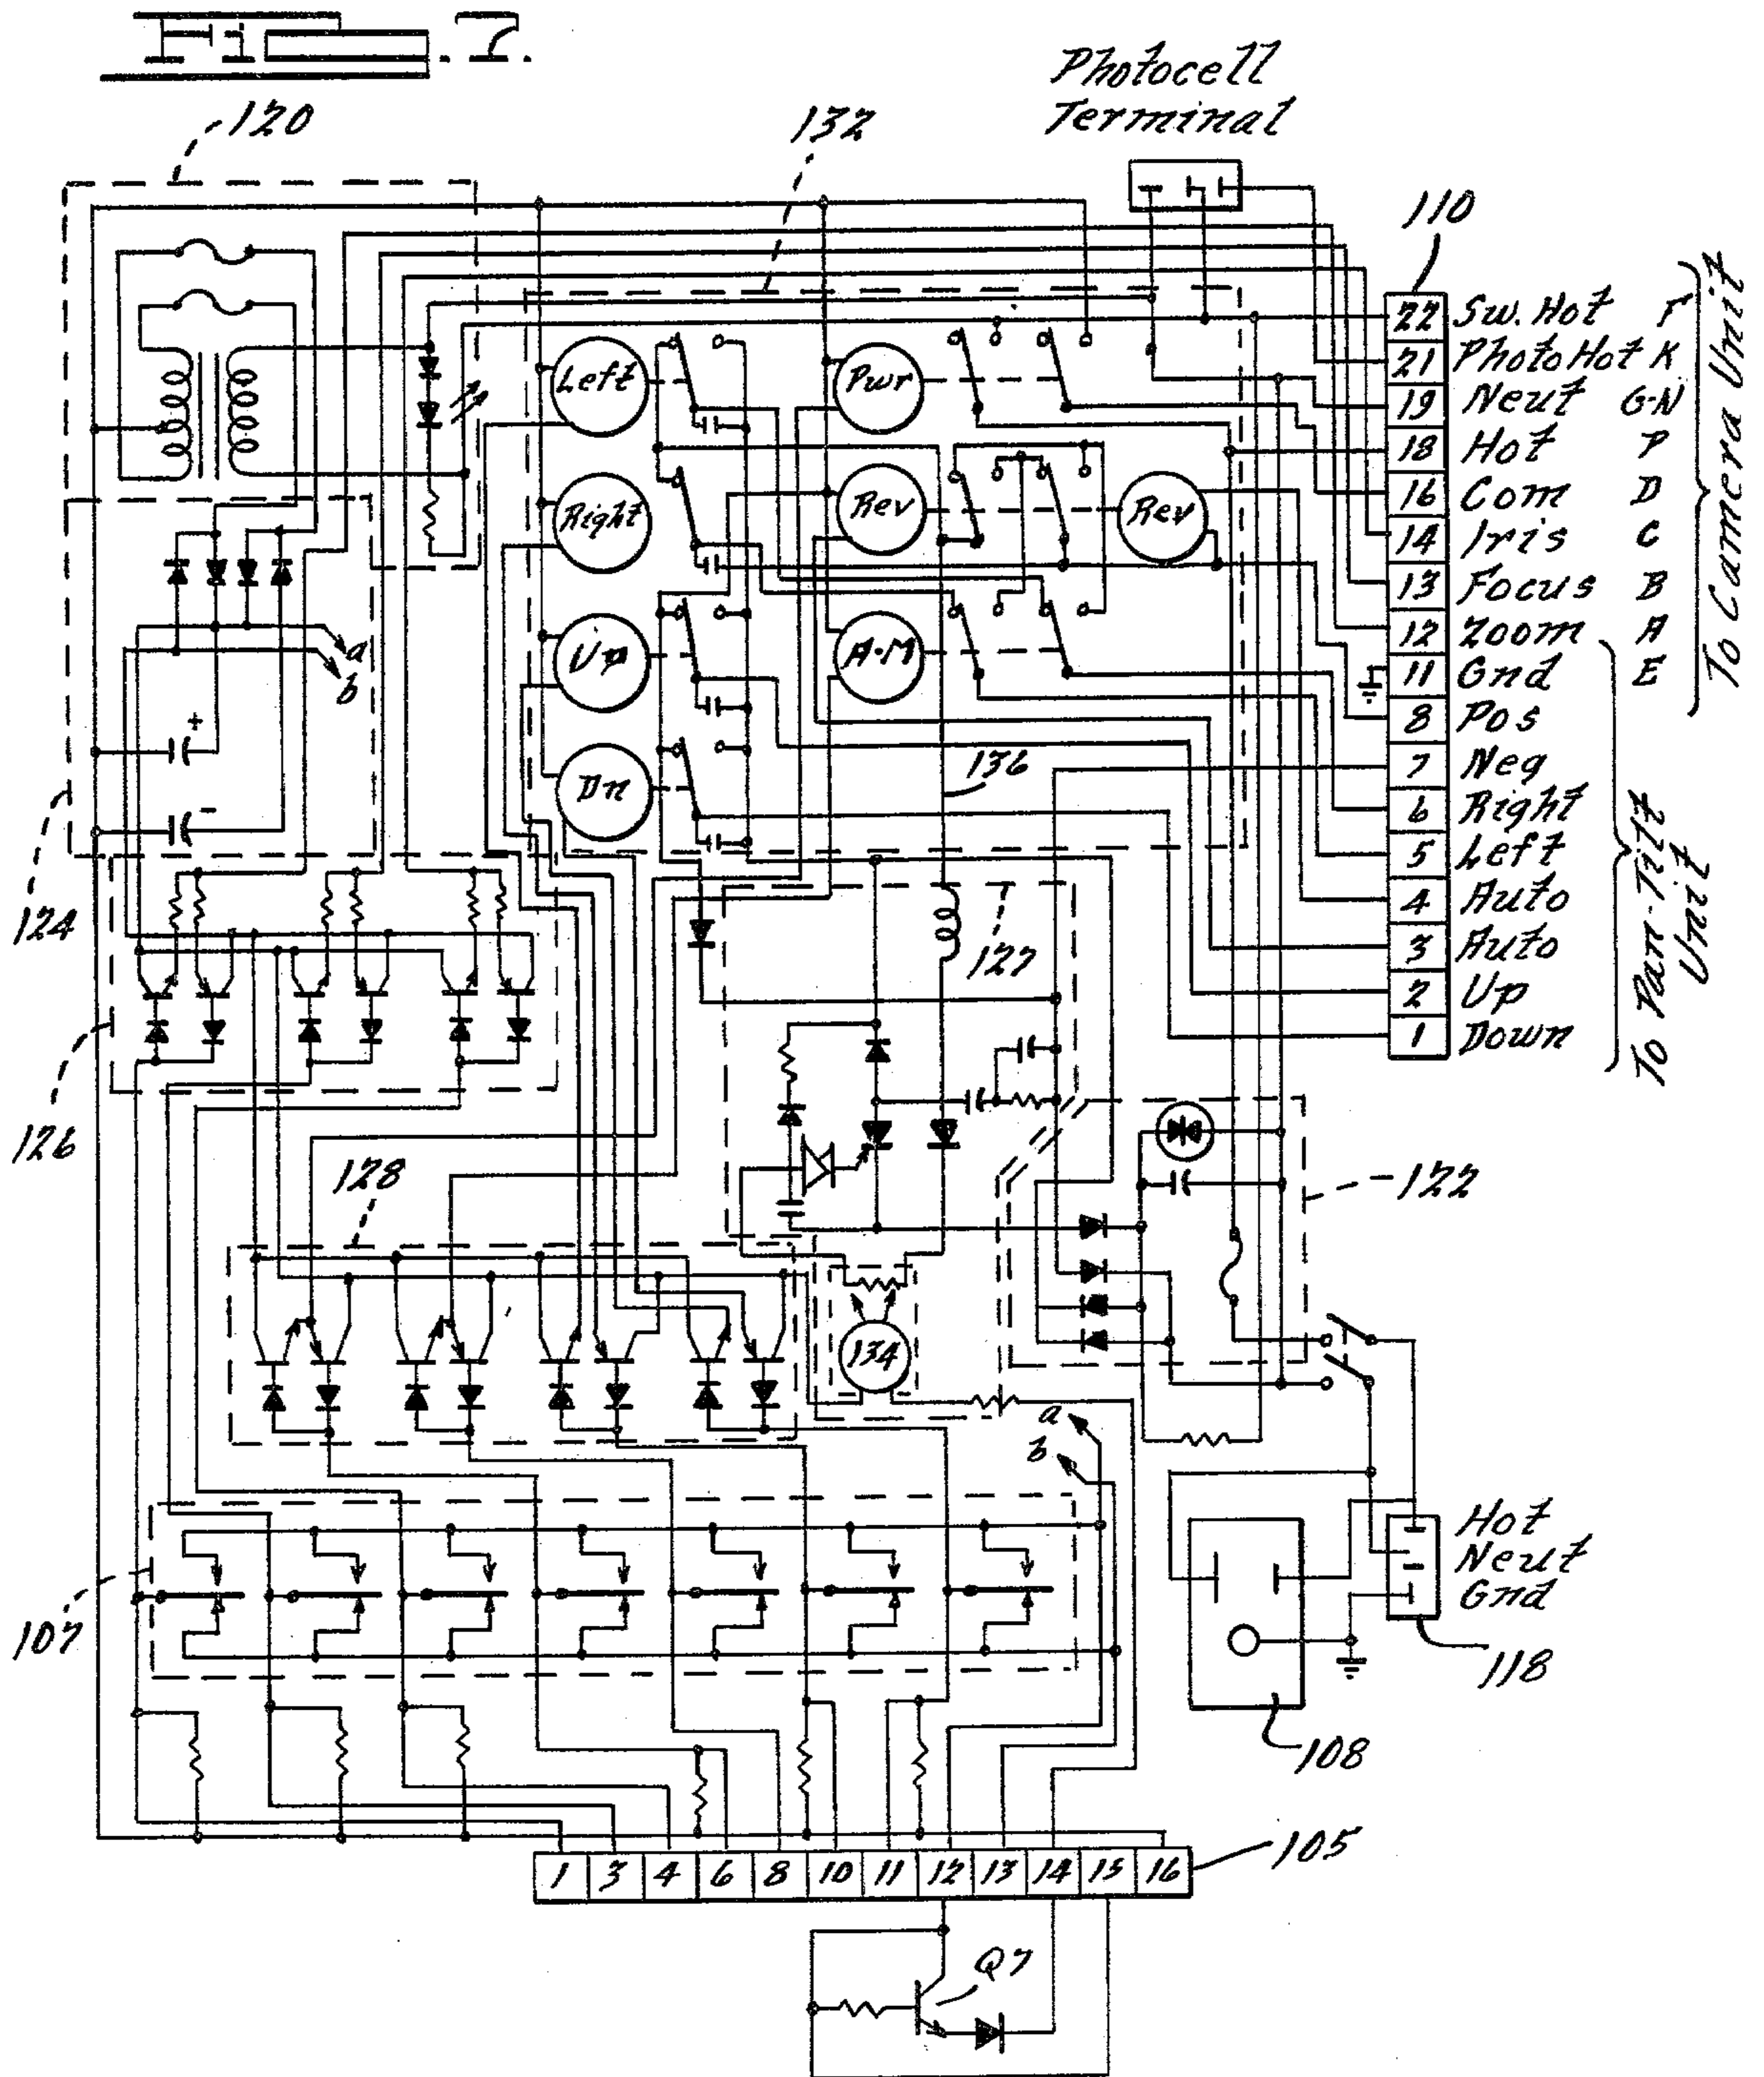 Fig. 7.
Photocell
Terminal
120
132
110
22 Sw. Hot F
21 Photo Hot K
19 Neut G-N
18 Hot P
16 Com D
14 Iris C
13 Focus B
12 Zoom A
11 Gnd E
8 Pos
7 Neg
6 Right
5 Left
4 Auto
3 Auto
2 Up
1 Down
To Camera Unit
To Pan-Tilt
Unit
Left
Pwr
Right
Rev
Rev
Up
A-M
Dn
a
b
+
-
136
124
127
126
128
122
134
a
b
107
Hot
Neut
Gnd
118
108
105
1 3 4 6 8 10 11 12 13 14 15 16
Q7